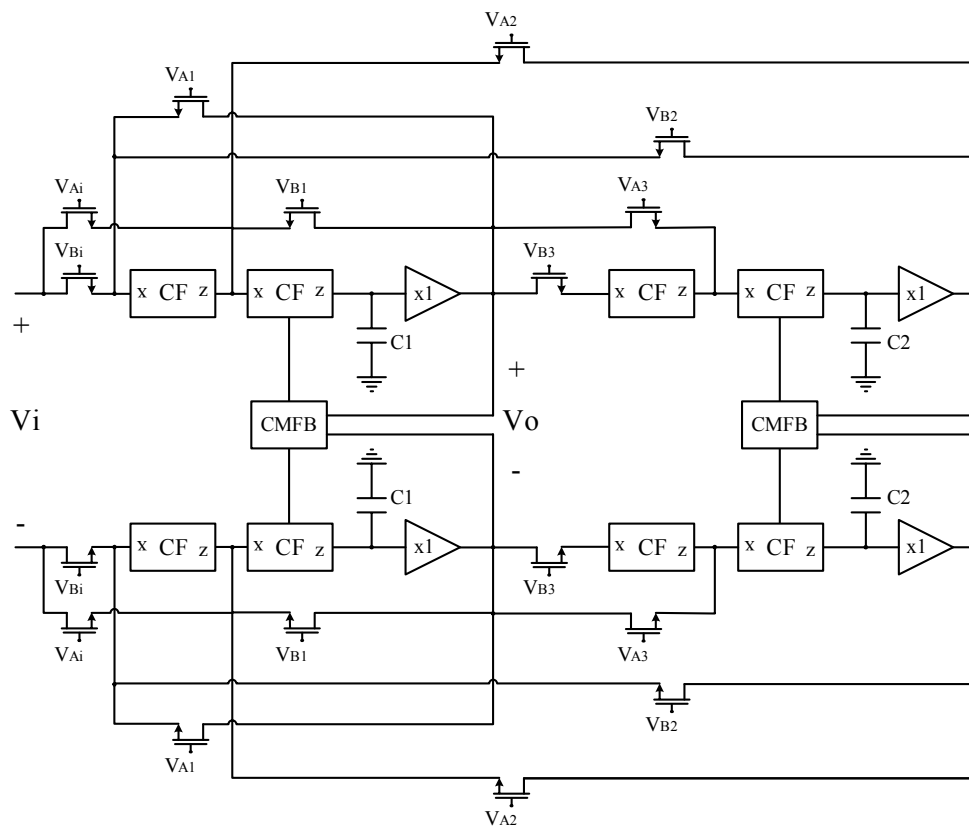 VA2
VA1
VB2
VAi
VB1
VA3
VBi
VB3
x CF z
x CF z
x1
x CF z
x CF z
x1
+
C1
C2
+
Vi
CMFB
Vo
CMFB
-
-
C1
C2
x CF z
x CF z
x1
x CF z
x CF z
x1
VBi
VB3
VAi
VB1
VA3
VB2
VA1
VA2